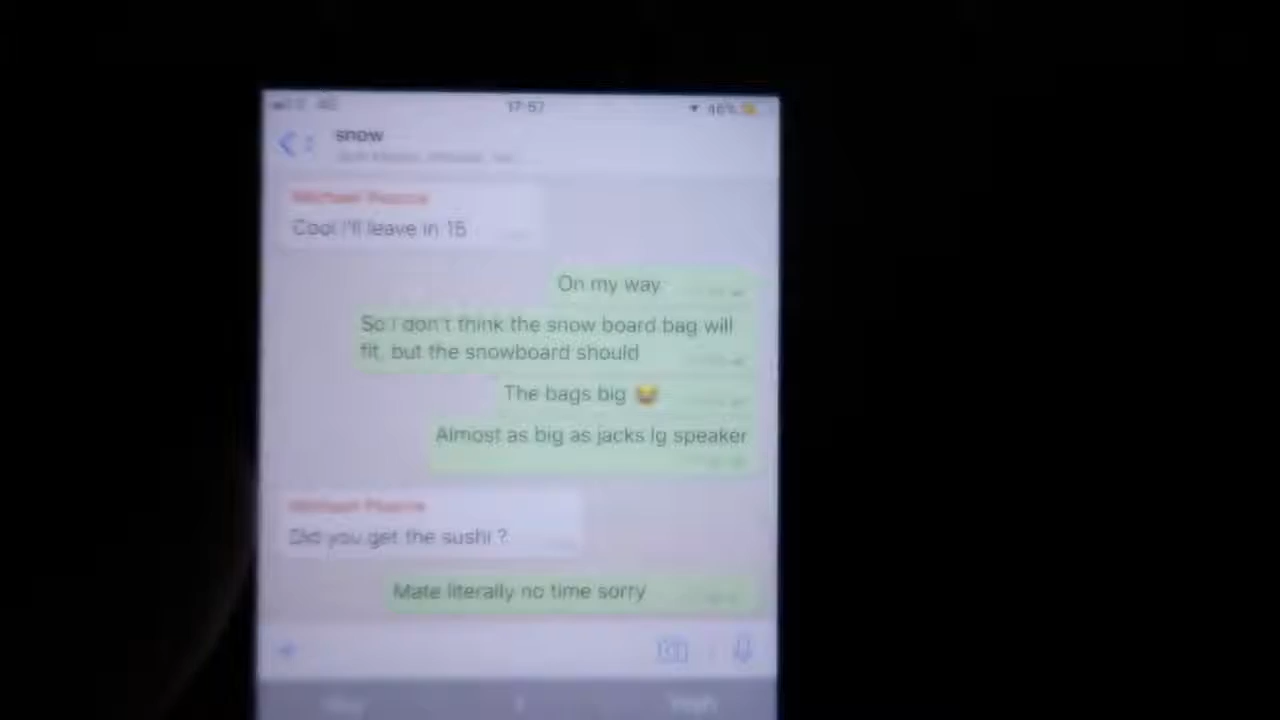 17:57
snow
Cool I'll leave in 15
On my way
So I don't think the snow board bag will
fit, but the snowboard should
The bags big 😂
Almost as big as jacks lg speaker
Did you get the sushi ?
Mate literally no time sorry